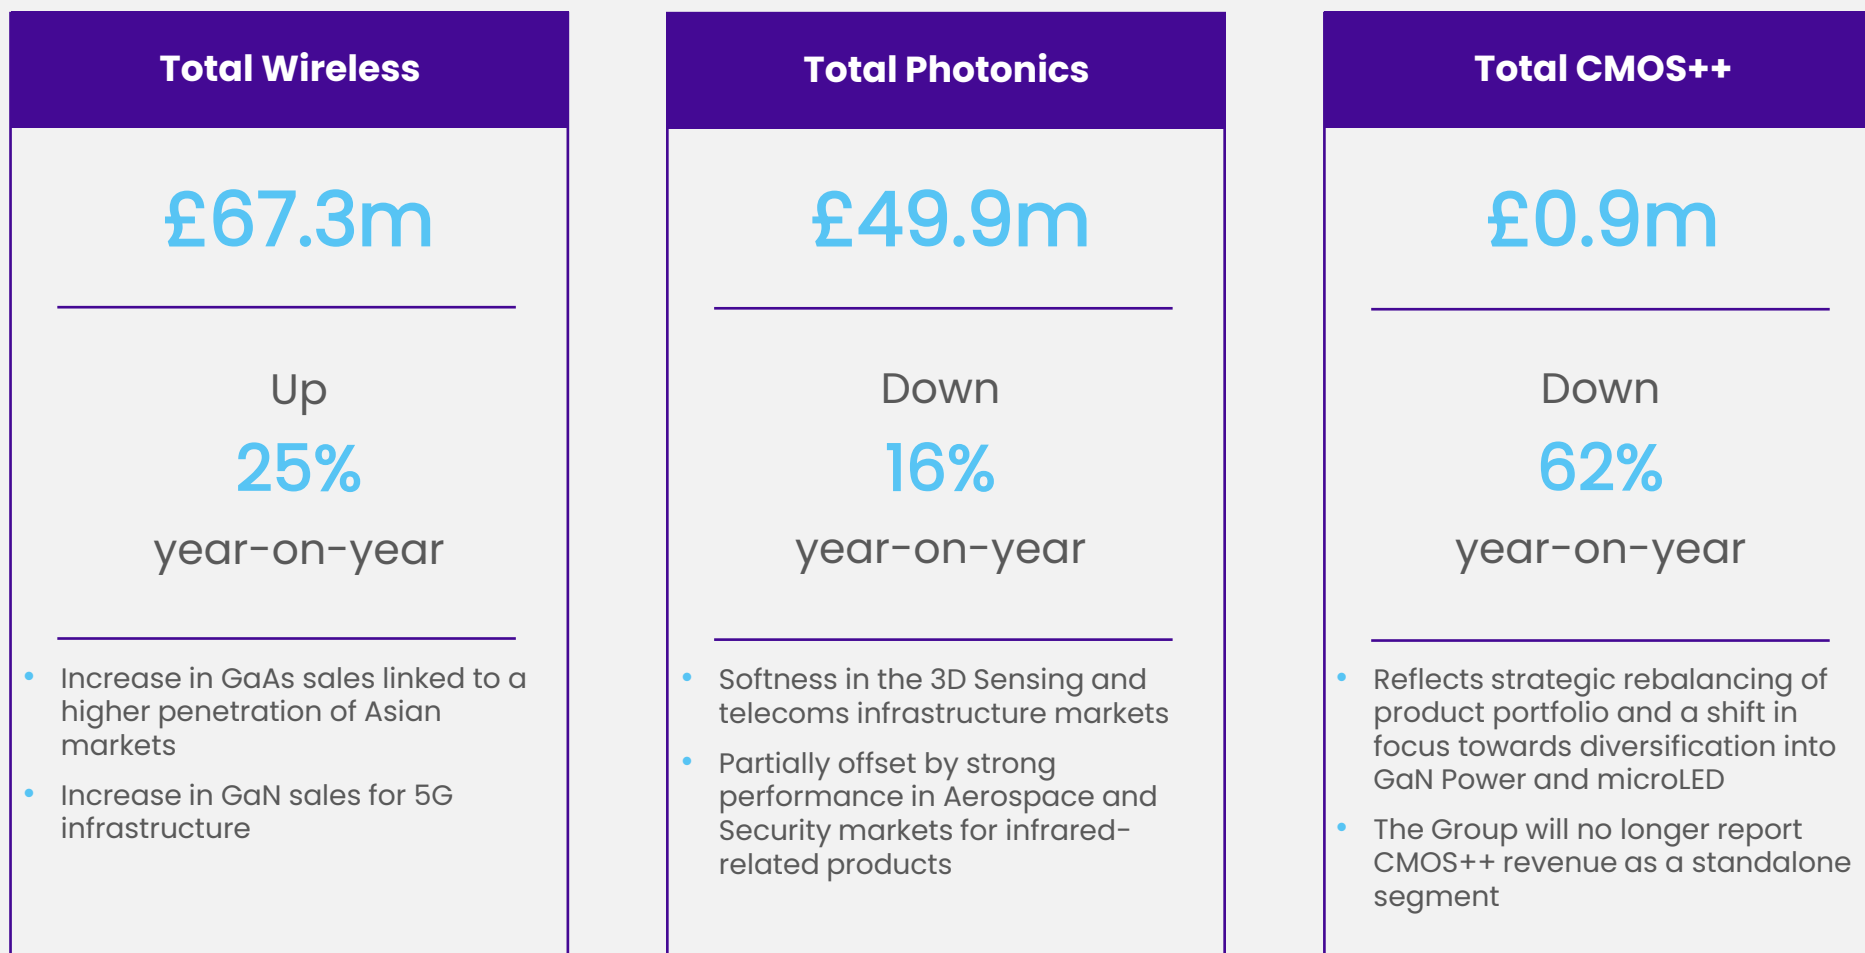 Total Wireless
£67.3m
Up
25%
year-on-year
• Increase in GaAs sales linked to a
higher penetration of Asian
markets
• Increase in GaN sales for 5G
infrastructure
Total Photonics
£49.9m
Down
16%
year-on-year
• Softness in the 3D Sensing and
telecoms infrastructure markets
• Partially offset by strong
performance in Aerospace and
Security markets for infrared-
related products
Total CMOS++
£0.9m
Down
62%
year-on-year
• Reflects strategic rebalancing of
product portfolio and a shift in
focus towards diversification into
GaN Power and microLED
• The Group will no longer report
CMOS++ revenue as a standalone
segment